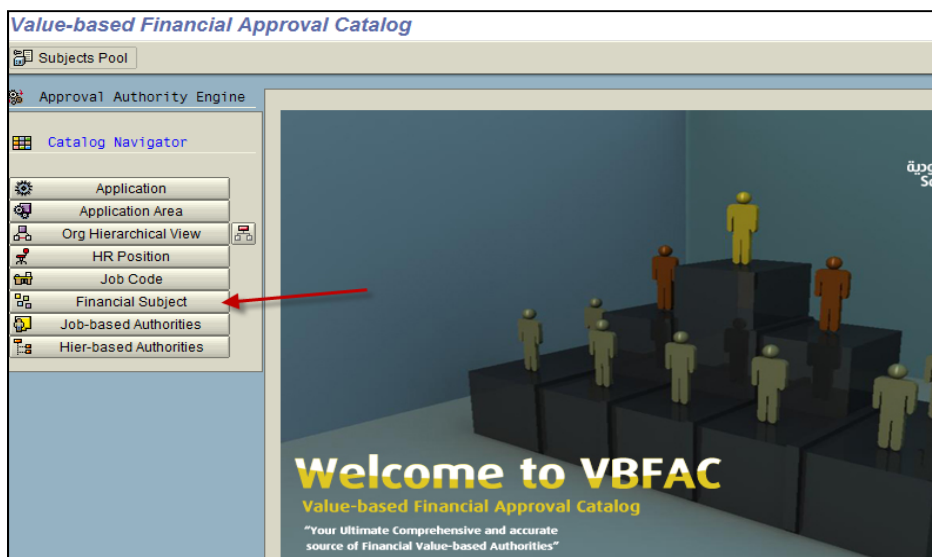 Value-based Financial Approval Catalog
Subjects Pool
Approval Authority Engine
Catalog Navigator
Application
Application Area
Org Hierarchical View
HR Position
Job Code
Financial Subject
Job-based Authorities
Hier-based Authorities
Welcome to VBFAC
Value-based Financial Approval Catalog
"Your Ultimate Comprehensive and accurate
source of Financial Value-based Authorities"